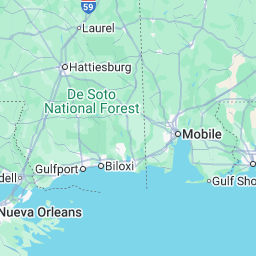 59
Laurel
Hattiesburg
De Soto
National Forest
Mobile
Gulfport
Biloxi
dell
Gulf Sho
Nueva Orleans